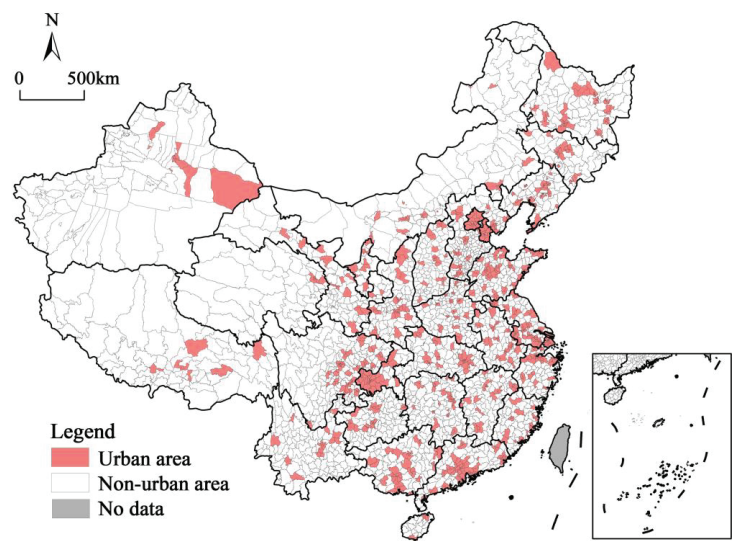 N
0 500km
Legend
Urban area
Non-urban area
No data